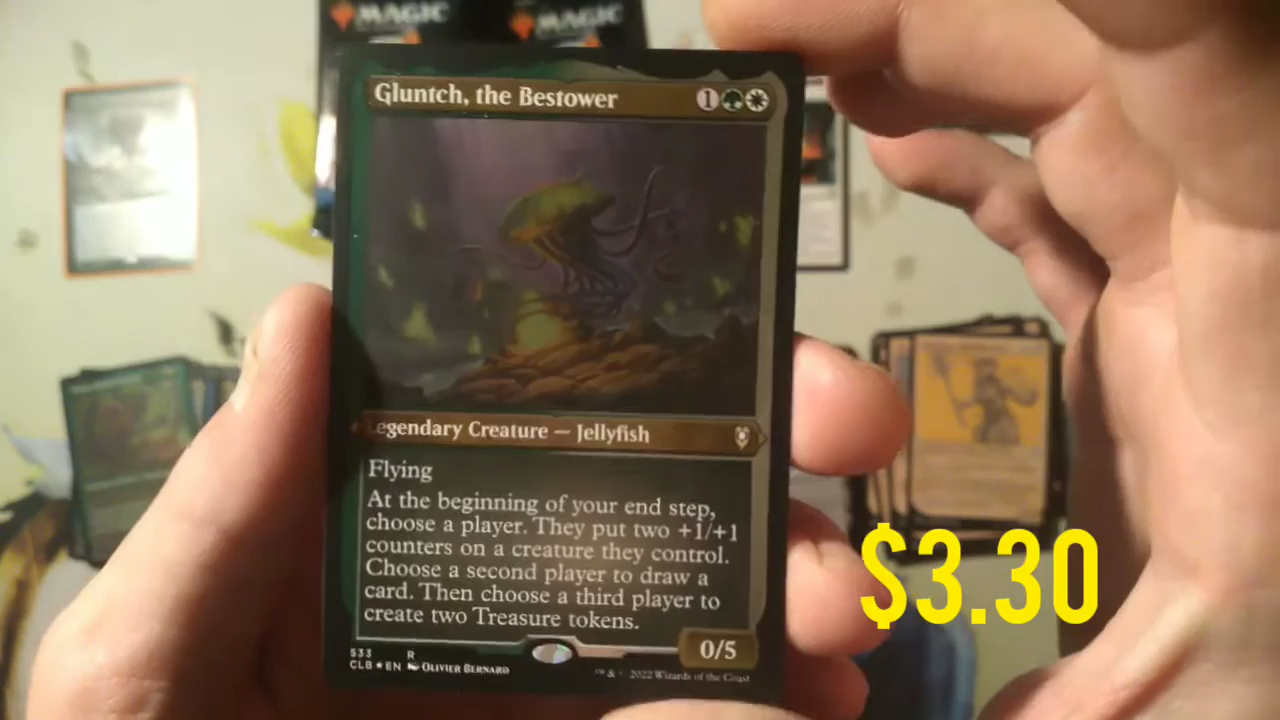 MAGIC
MAGIC
Gluntch, the Bestower
1
Legendary Creature — Jellyfish
Flying
At the beginning of your end step,
choose a player. They put two +1/+1
counters on a creature they control.
Choose a second player to draw a
card. Then choose a third player to
create two Treasure tokens.
0/5
533 R
CLB ★ EN OLIVIER BERNARD
™ & © 2022 Wizards of the Coast
$3.30